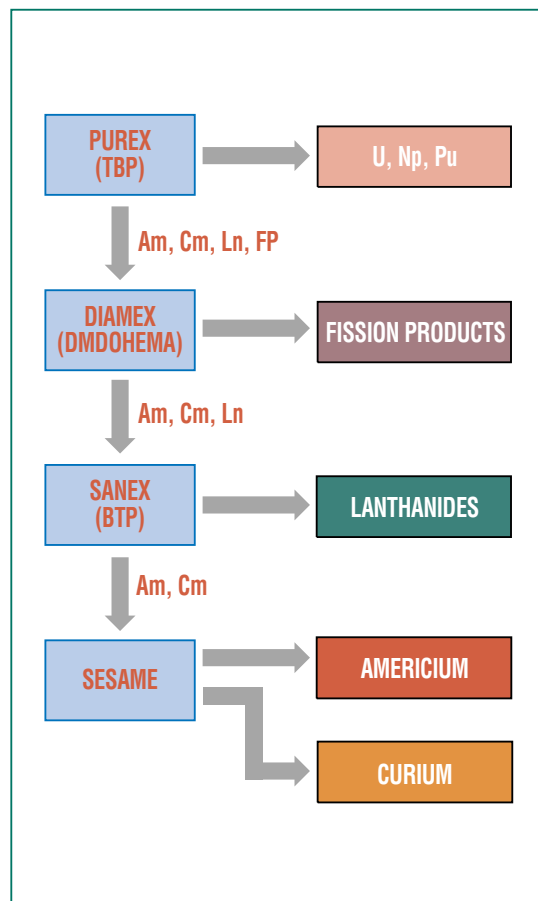 PUREX
(TBP)
U, Np, Pu
Am, Cm, Ln, FP
DIAMEX
(DMDOHEMA)
FISSION PRODUCTS
Am, Cm, Ln
SANEX
(BTP)
LANTHANIDES
Am, Cm
SESAME
AMERICIUM
CURIUM